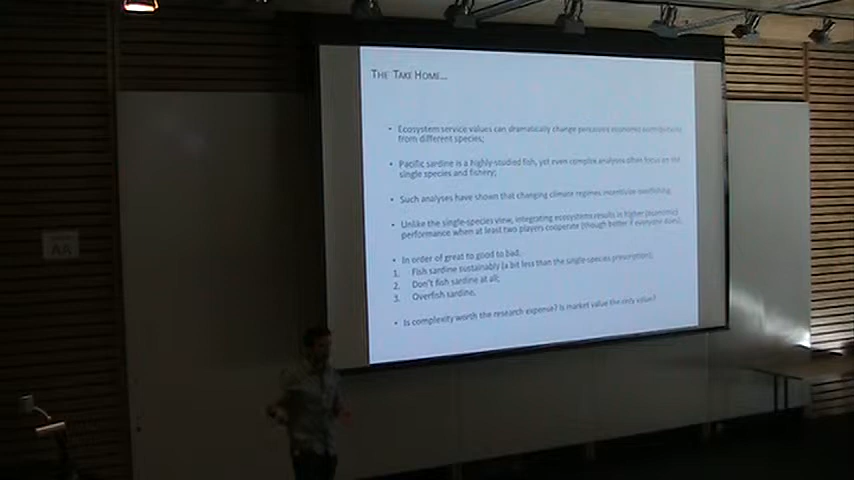 THE TAKE HOME...
• Ecosystem service values can dramatically change perceived economic contributions
from different species;
• Pacific sardine is a highly-studied fish, yet even complex analyses often focus on the
single species and fishery;
• Such analyses have shown that changing climate regimes incentivize overfishing;
• Unlike the single-species view, integrating ecosystems results in higher (economic)
performance when at least two players cooperate (though better if everyone does);
• In order of great to good to bad,
1. Fish sardine sustainably (a bit less than the single-species prescription);
2. Don't fish sardine at all;
3. Overfish sardine.
• Is complexity worth the research expense? Is market value the only value?